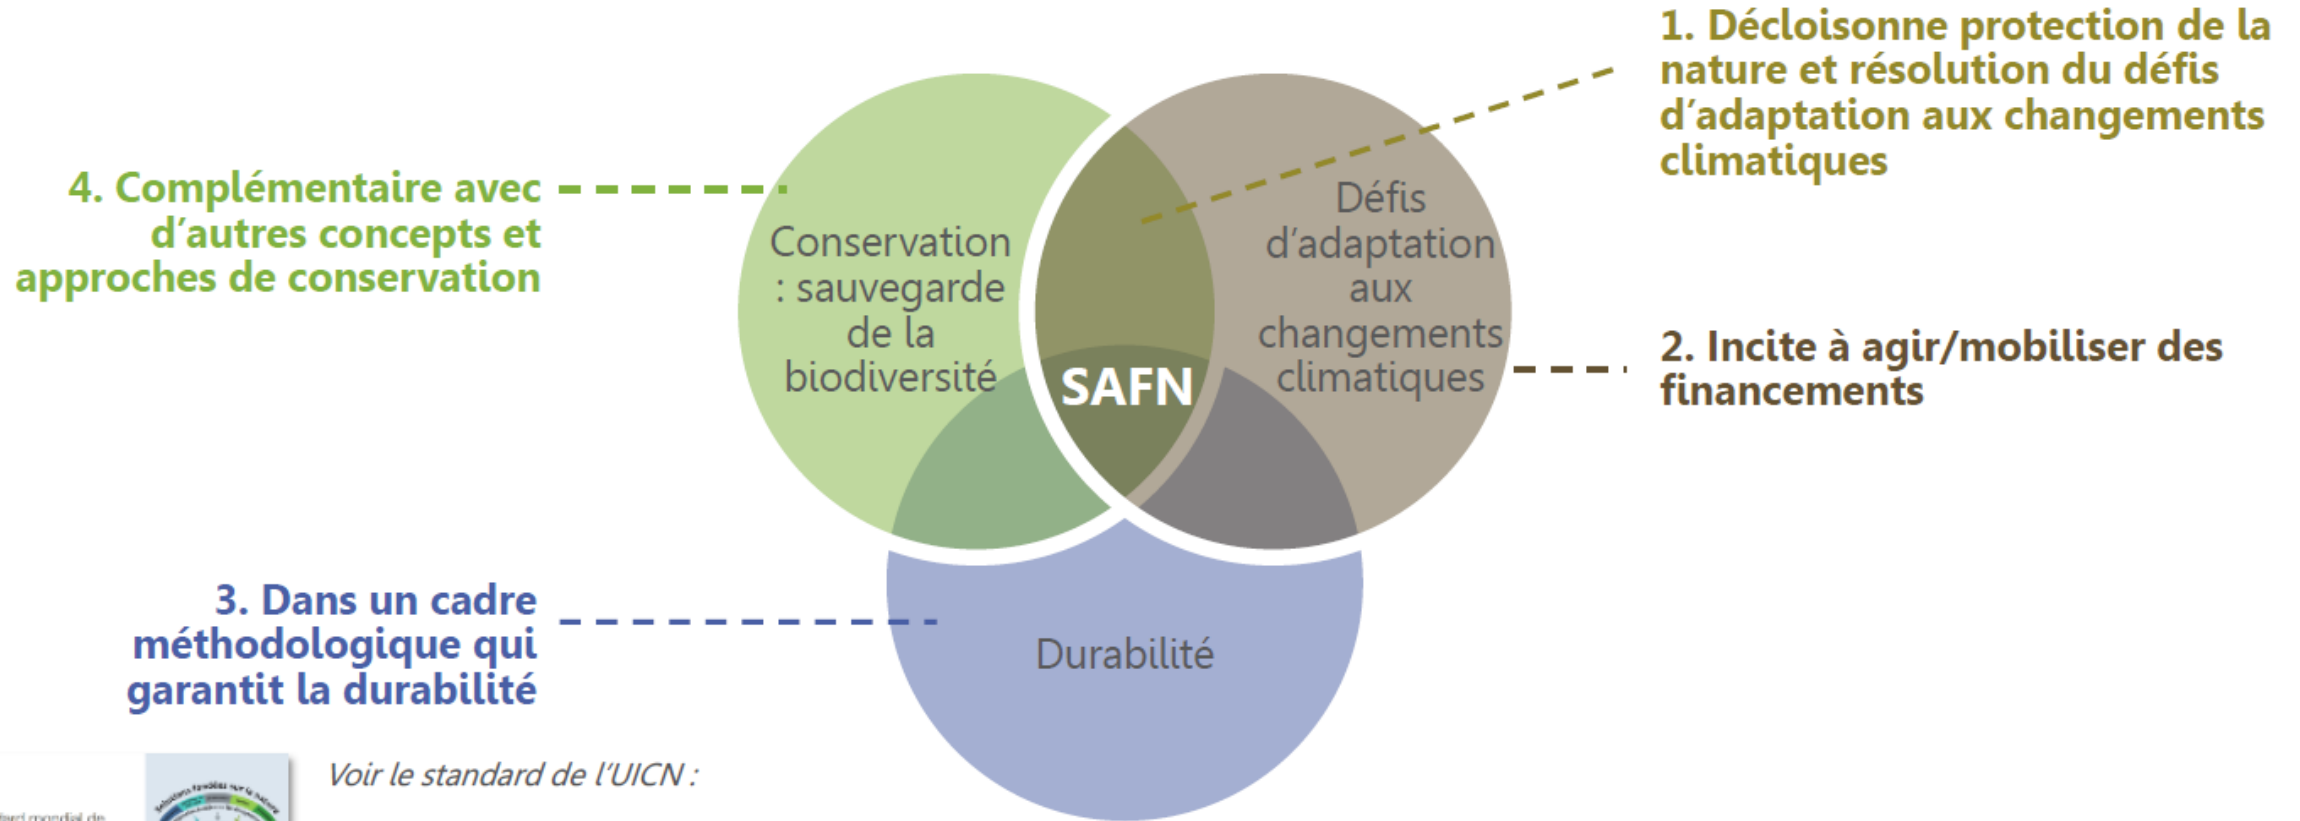 1. Décloisonne protection de la
nature et résolution du défis
d'adaptation aux changements
climatiques
4. Complémentaire avec
d'autres concepts et
approches de conservation
Conservation
: sauvegarde
de la
biodiversité
Défis
d'adaptation
aux
changements
climatiques
SAFN
2. Incite à agir/mobiliser des
financements
3. Dans un cadre
méthodologique qui
garantit la durabilité
Durabilité
Voir le standard de l'UICN :
mondial de